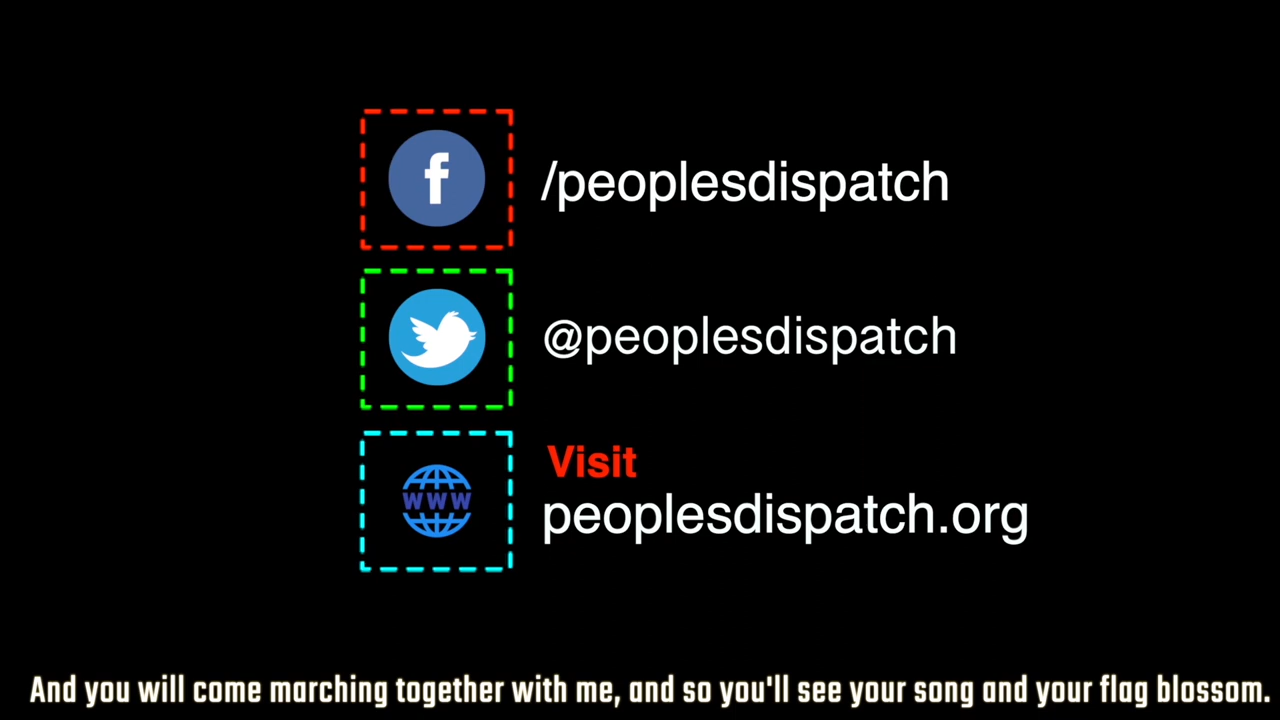 f
/peoplesdispatch
@peoplesdispatch
Visit
www
peoplesdispatch.org
And you will come marching together with me, and so you'll see your song and your flag blossom.